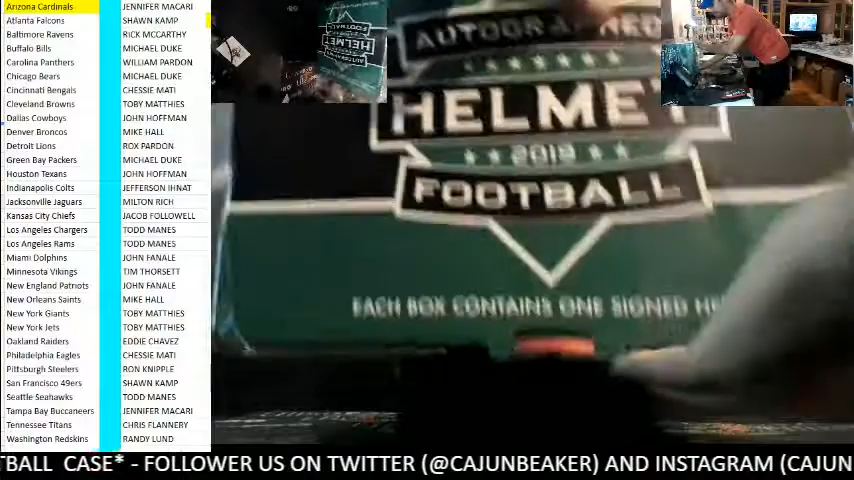 Arizona Cardinals JENNIFER MACARI
Atlanta Falcons SHAWN KAMP
Baltimore Ravens RICK MCCARTHY
Buffalo Bills MICHAEL DUKE
Carolina Panthers WILLIAM PARDON
Chicago Bears MICHAEL DUKE
Cincinnati Bengals CHESSIE MATI
Cleveland Browns TOBY MATTHIES
Dallas Cowboys JOHN HOFFMAN
Denver Broncos MIKE HALL
Detroit Lions ROX PARDON
Green Bay Packers MICHAEL DUKE
Houston Texans JOHN HOFFMAN
Indianapolis Colts JEFFERSON IHNAT
Jacksonville Jaguars MILTON RICH
Kansas City Chiefs JACOB FOLLOWELL
Los Angeles Chargers TODD MANES
Los Angeles Rams TODD MANES
Miami Dolphins JOHN FANALE
Minnesota Vikings TIM THORSETT
New England Patriots JOHN FANALE
New Orleans Saints MIKE HALL
New York Giants TOBY MATTHIES
New York Jets TOBY MATTHIES
Oakland Raiders EDDIE CHAVEZ
Philadelphia Eagles CHESSIE MATI
Pittsburgh Steelers RON KNIPPLE
San Francisco 49ers SHAWN KAMP
Seattle Seahawks TODD MANES
Tampa Bay Buccaneers JENNIFER MACARI
Tennessee Titans CHRIS FLANNERY
Washington Redskins RANDY LUND
HELMET
2019
FOOTBALL
EACH BOX CONTAINS ONE SIGNED HE
FOOTBALL
HELMET
TBALL CASE* - FOLLOWER US ON TWITTER (@CAJUNBEAKER) AND INSTAGRAM (CAJUN